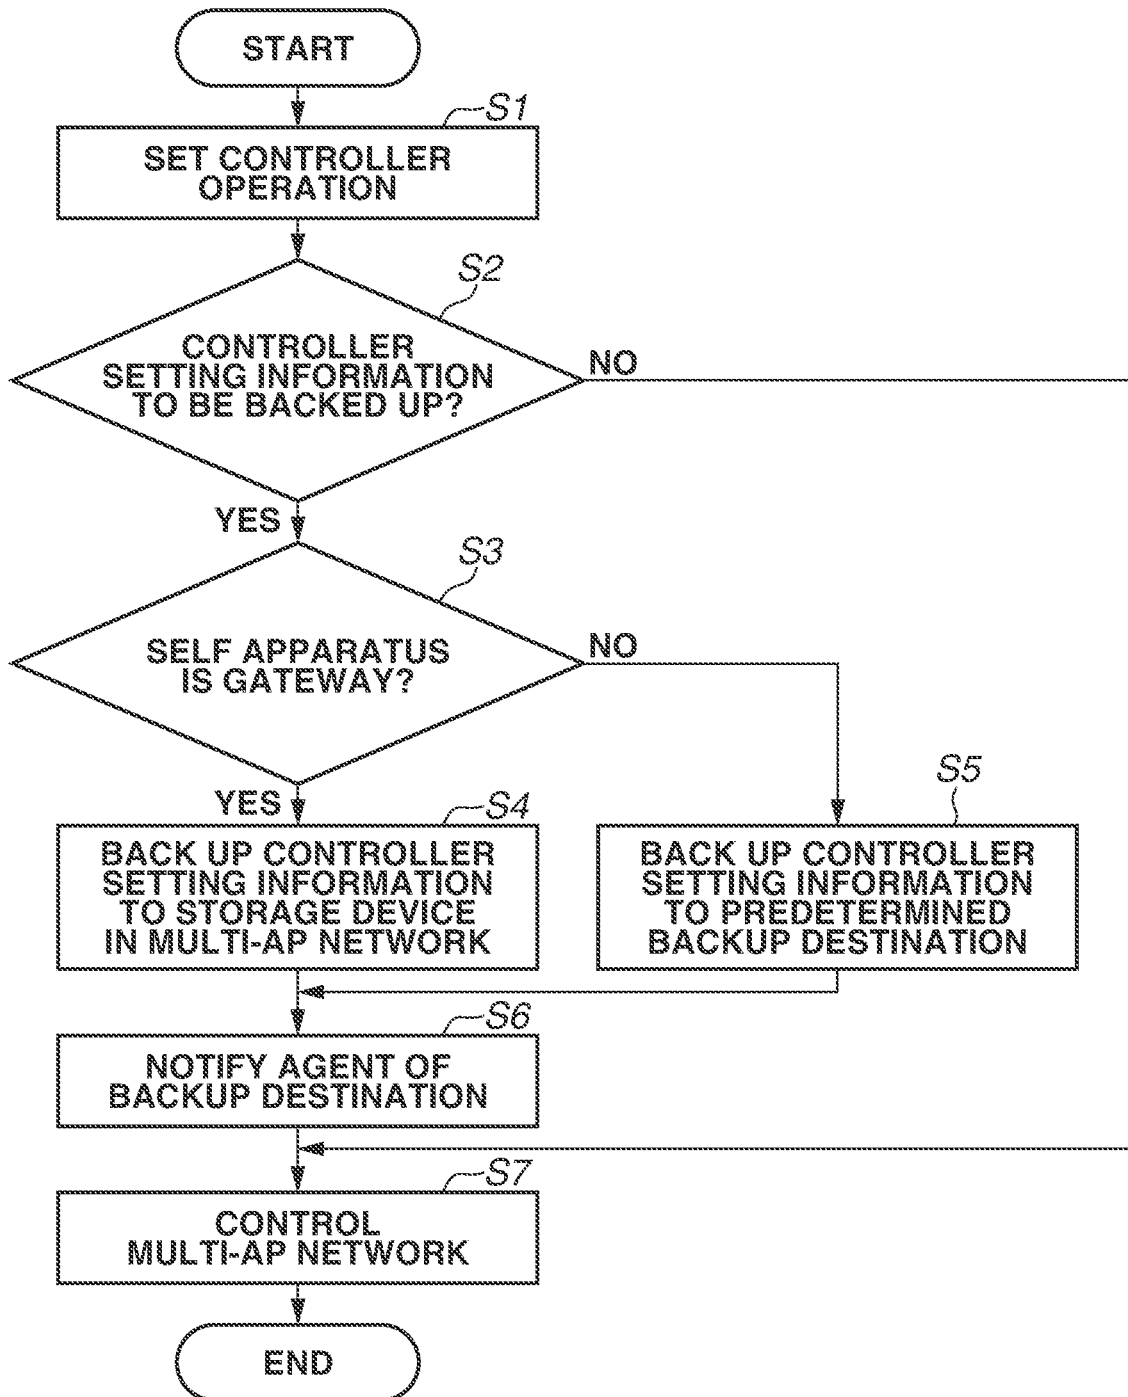 START
S1
SET CONTROLLER
OPERATION
S2
CONTROLLER
SETTING INFORMATION
TO BE BACKED UP?
NO
YES
S3
SELF APPARATUS
IS GATEWAY?
NO
YES
S4
BACK UP CONTROLLER
SETTING INFORMATION
TO STORAGE DEVICE
IN MULTI-AP NETWORK
S5
BACK UP CONTROLLER
SETTING INFORMATION
TO PREDETERMINED
BACKUP DESTINATION
S6
NOTIFY AGENT OF
BACKUP DESTINATION
S7
CONTROL
MULTI-AP NETWORK
END